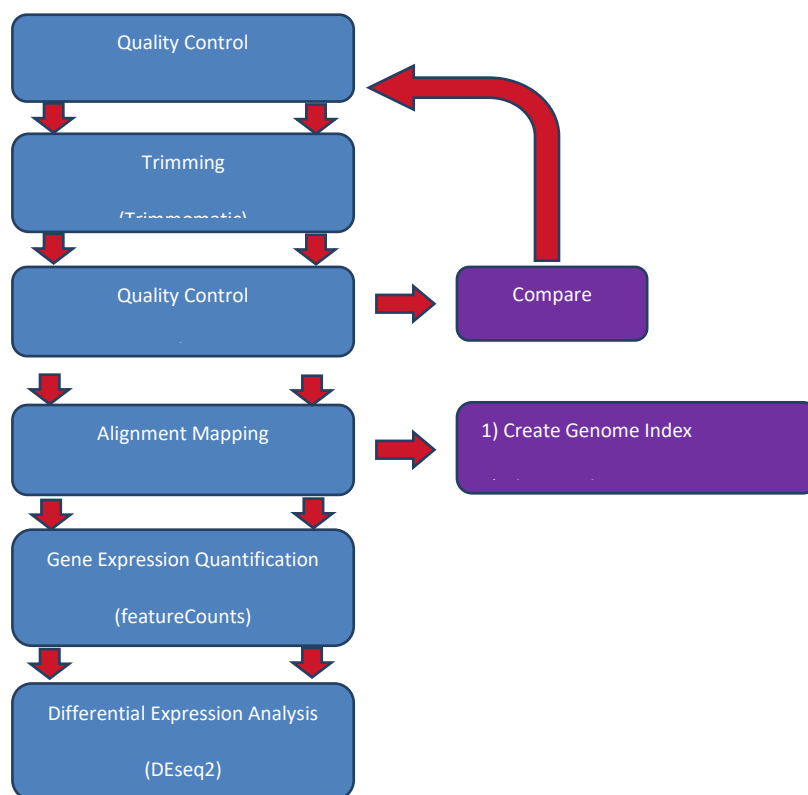 Quality Control
Trimming
(Trimmomatic)
Quality Control
Compare
Alignment Mapping
1) Create Genome Index
Gene Expression Quantification
(featureCounts)
Differential Expression Analysis
(DEseq2)